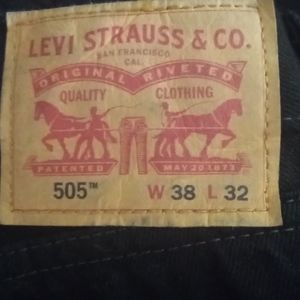 LEVI STRAUSS & CO.
SAN FRANCISCO
CAL.
ORIGINAL RIVETED
QUALITY CLOTHING
PATENTED MAY 20 1873
505™ W 38 L 32